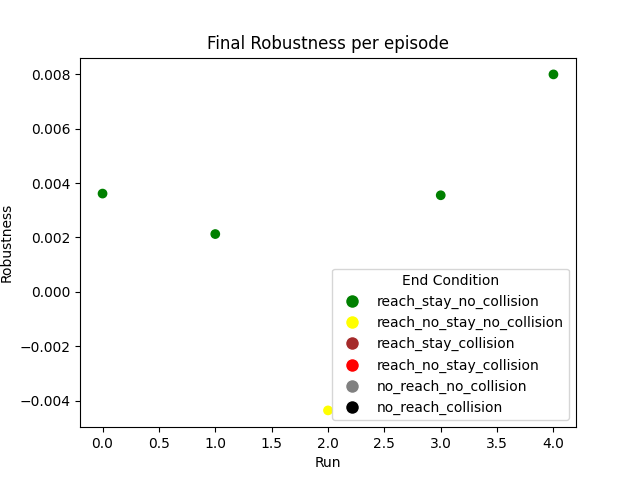 Final Robustness per episode
0.008
0.006
0.004
0.002
0.000
−0.002
−0.004
Robustness
End Condition
reach_stay_no_collision
reach_no_stay_no_collision
reach_stay_collision
reach_no_stay_collision
no_reach_no_collision
no_reach_collision
0.0 0.5 1.0 1.5 2.0 2.5 3.0 3.5 4.0
Run